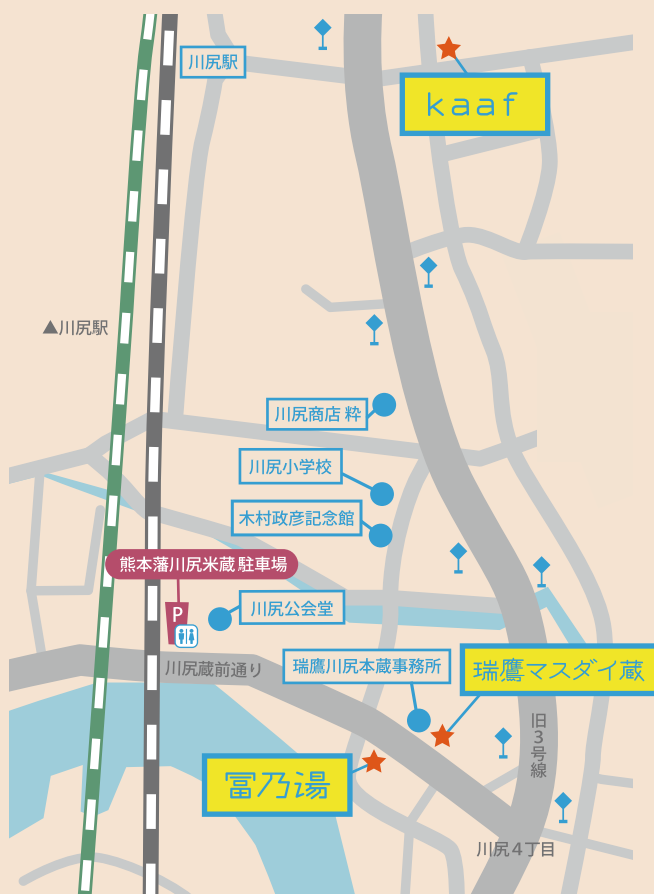 川尻駅
kaaf
▲川尻駅
川尻商店 粋
川尻小学校
木村政彦記念館
熊本藩川尻米蔵 駐車場
P
川尻公会堂
川尻蔵前通り
瑞鷹川尻本蔵事務所
瑞鷹マスダイ蔵
旧3号線
冨乃湯
川尻4丁目